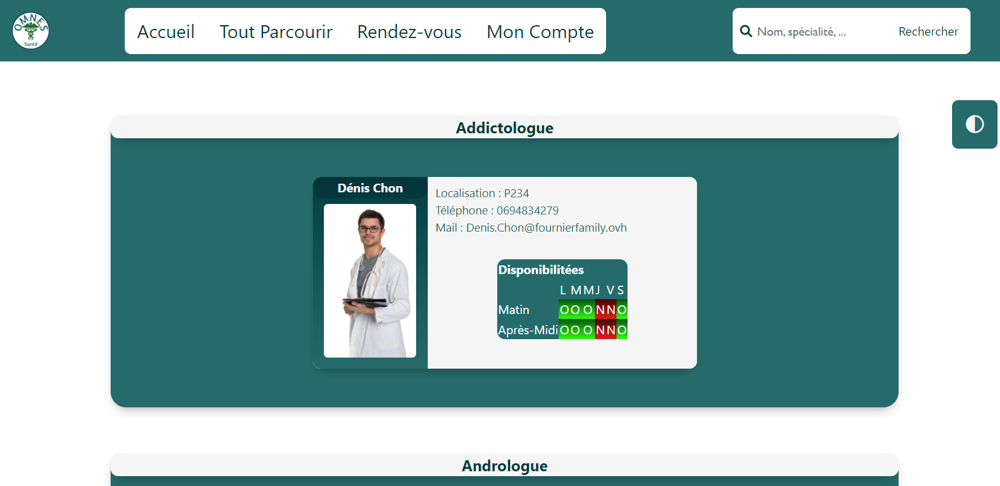 OMNES
Santé
Accueil Tout Parcourir Rendez-vous Mon Compte
Nom, spécialité, ... Rechercher
Addictologue
Dénis Chon
Localisation : P234
Téléphone : 0694834279
Mail : Denis.Chon@fournierfamily.ovh
Disponibilitées
L M M J V S
Matin O O O N N O
Après-Midi O O O N N O
Andrologue